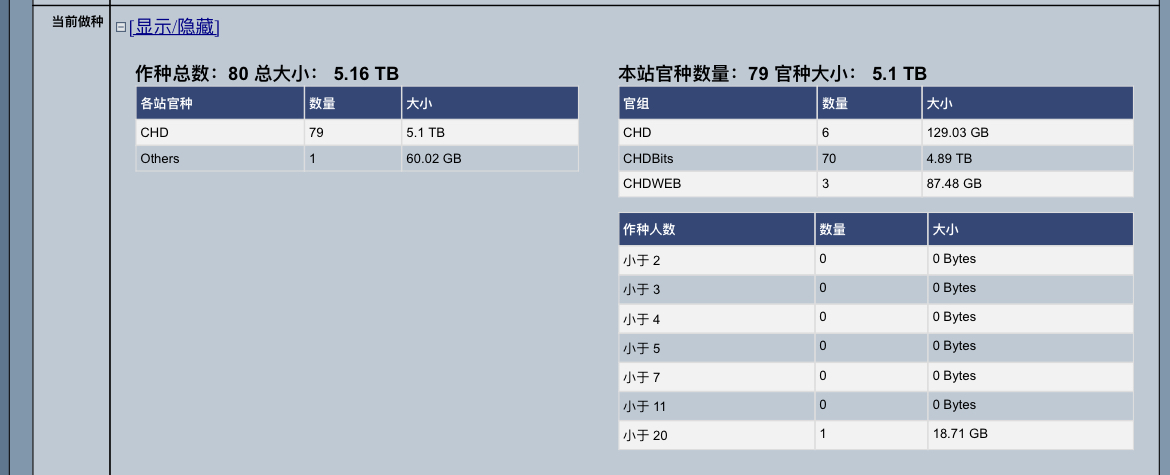 当前做种
[显示/隐藏]
作种总数：80 总大小： 5.16 TB
各站官种 数量 大小
CHD 79 5.1 TB
Others 1 60.02 GB
本站官种数量：79 官种大小： 5.1 TB
官组 数量 大小
CHD 6 129.03 GB
CHDBits 70 4.89 TB
CHDWEB 3 87.48 GB
作种人数 数量 大小
小于 2 0 0 Bytes
小于 3 0 0 Bytes
小于 4 0 0 Bytes
小于 5 0 0 Bytes
小于 7 0 0 Bytes
小于 11 0 0 Bytes
小于 20 1 18.71 GB